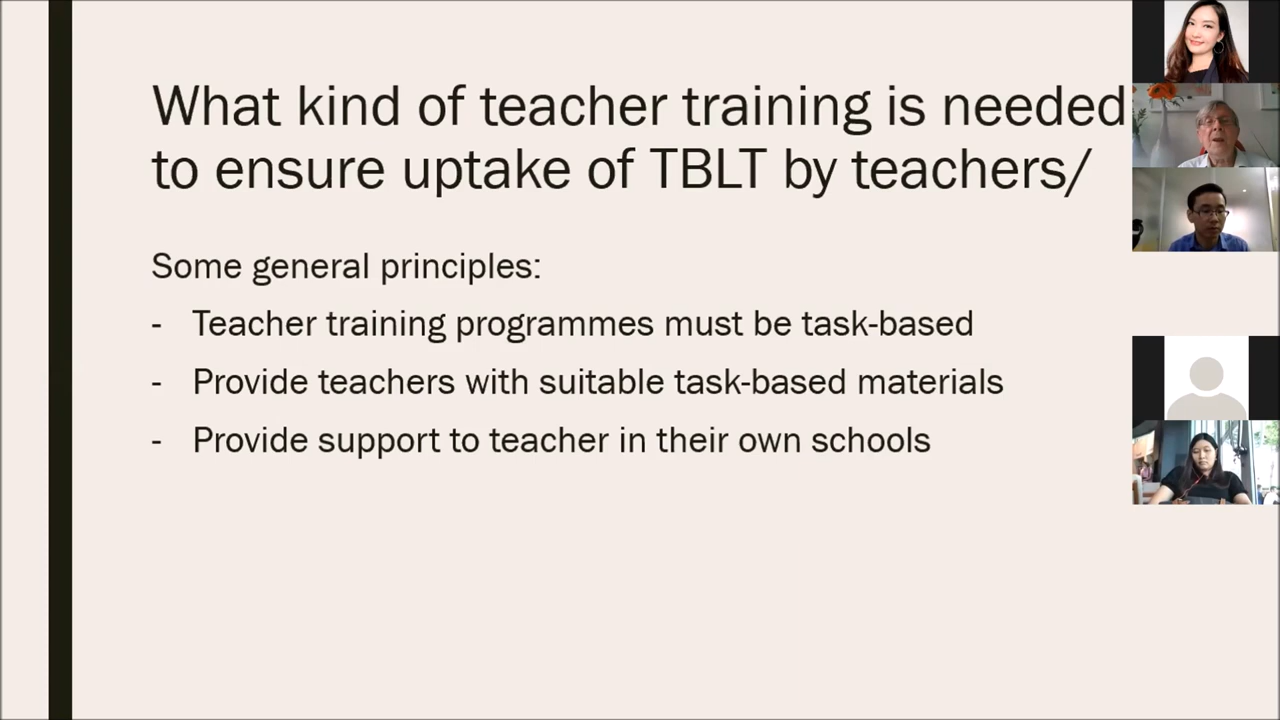 What kind of teacher training is needed
to ensure uptake of TBLT by teachers/
Some general principles:
- Teacher training programmes must be task-based
- Provide teachers with suitable task-based materials
- Provide support to teacher in their own schools